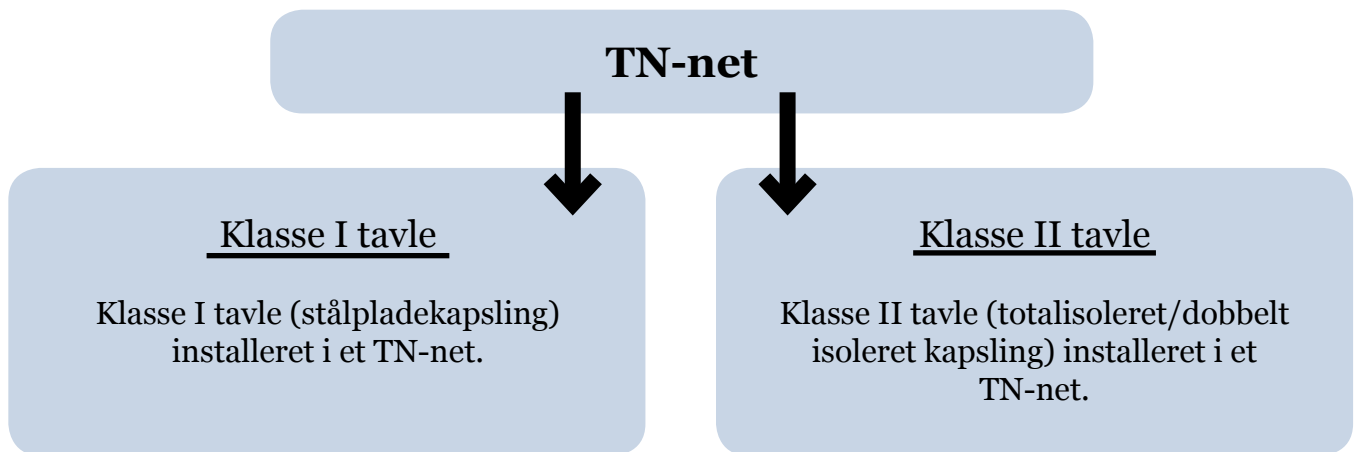 TN-net
Klasse I tavle
Klasse I tavle (stålpladekapsling)
installeret i et TN-net.
Klasse II tavle
Klasse II tavle (totalisoleret/dobbelt
isoleret kapsling) installeret i et
TN-net.